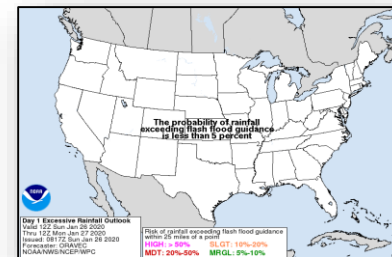 The probability of rainfall
exceeding flash flood guidance
is less than 5 percent
Day 1 Excessive Rainfall Outlook
Valid 12Z Sun Jan 26 2020
Thru 12Z Mon Jan 27 2020
Issued: 0817Z Sun Jan 26 2020
Forecaster: ORAVEC
NOAA/NWS/NCEP/WPC
Risk of rainfall exceeding flash flood guidance
within 25 miles of a point
HIGH: > 50% SLGT: 10%-20%
MDT: 20%-50% MRGL: 5%-10%